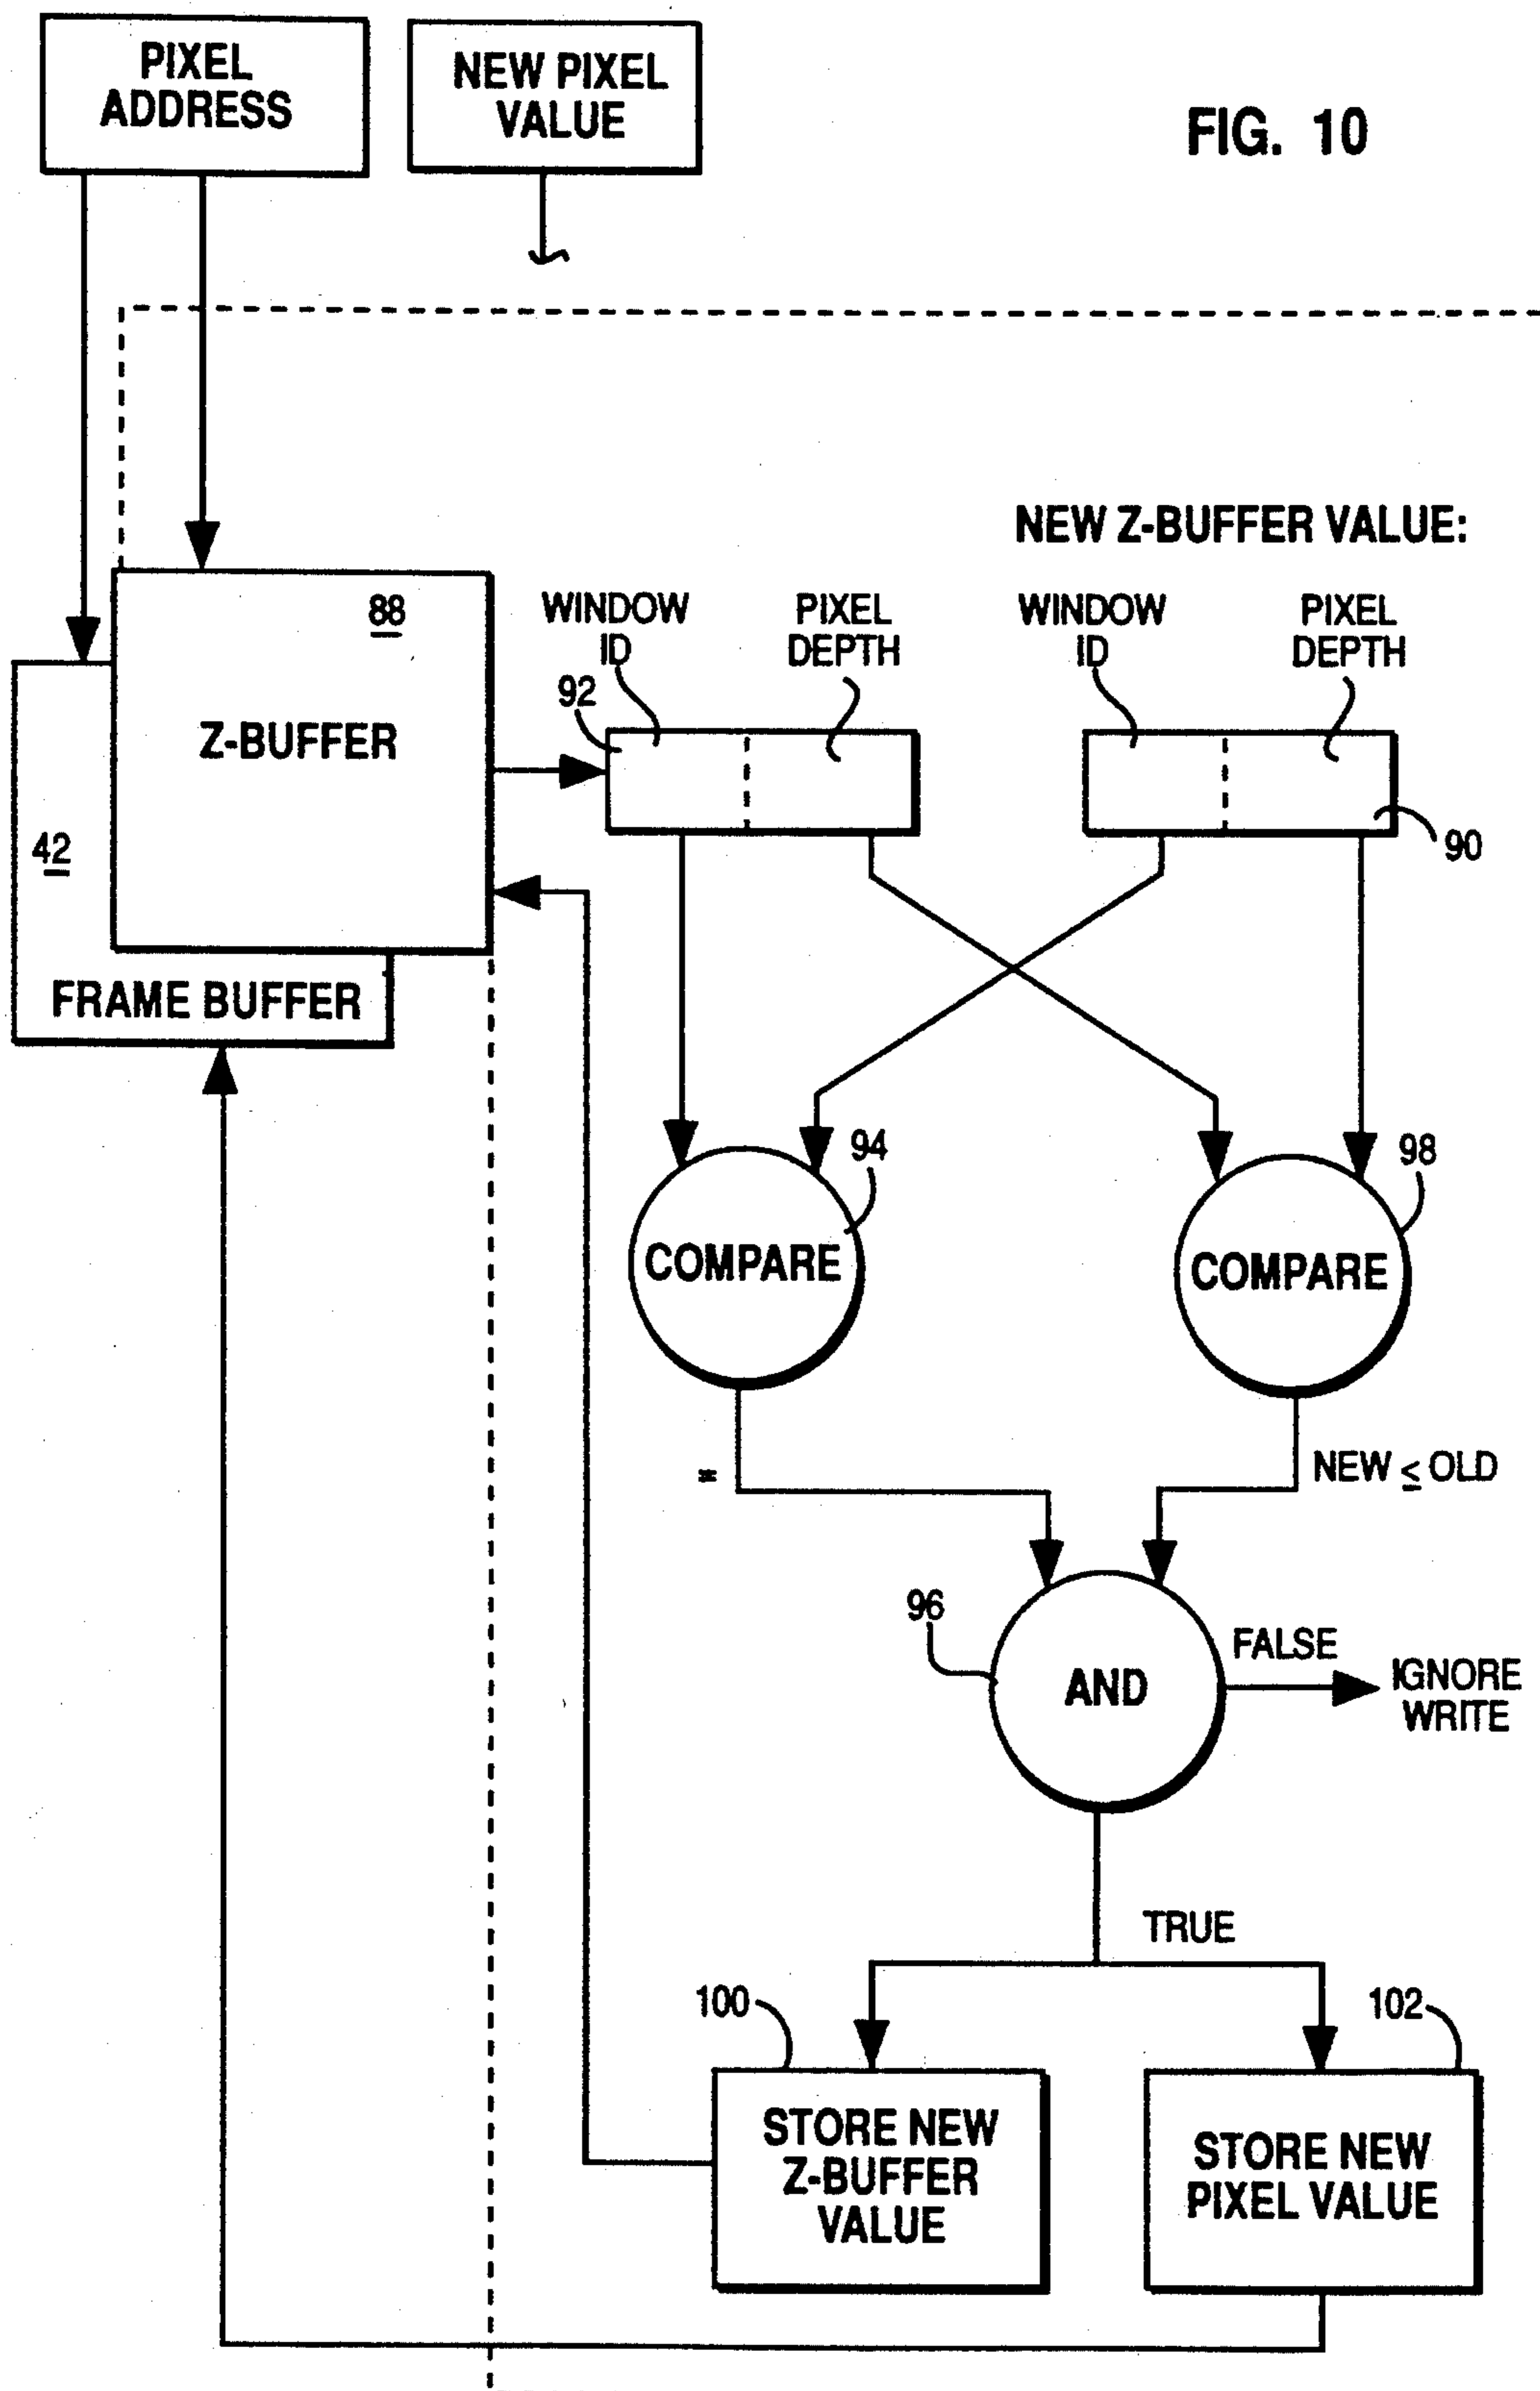 PIXEL
ADDRESS
NEW PIXEL
VALUE
FIG. 10
NEW Z-BUFFER VALUE:
88
WINDOW
ID
PIXEL
DEPTH
WINDOW
ID
PIXEL
DEPTH
92
Z-BUFFER
42
90
FRAME BUFFER
94
98
COMPARE
COMPARE
=
NEW ≤ OLD
96
FALSE
AND
IGNORE
WRITE
TRUE
100
102
STORE NEW
Z-BUFFER
VALUE
STORE NEW
PIXEL VALUE